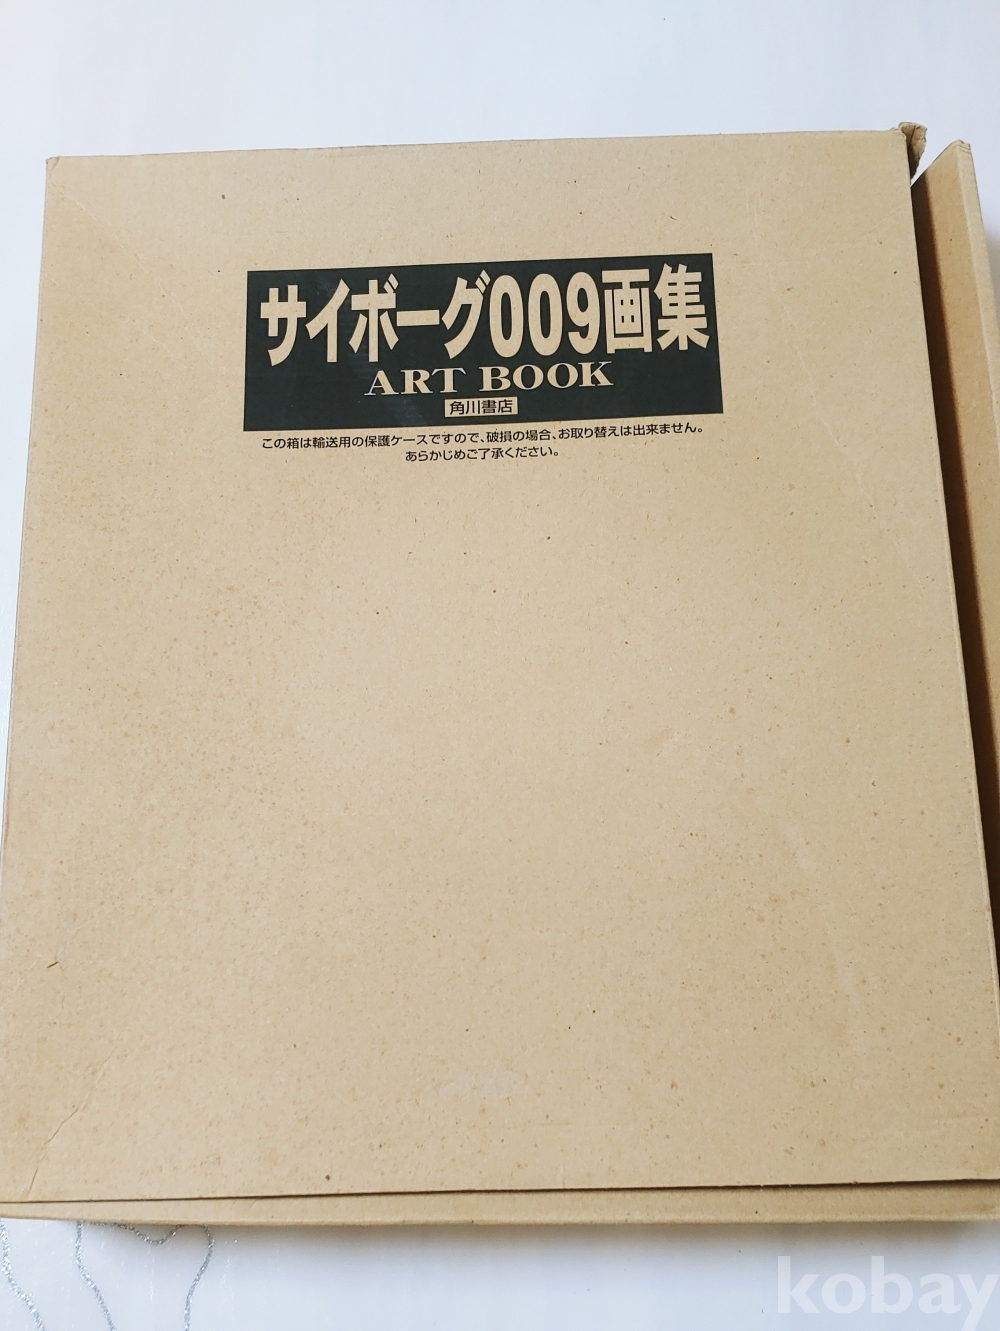 サイボーグ009画集
ART BOOK
角川書店
この箱は輸送用の保護ケースですので、破損の場合、お取り替えは出来ません。
あらかじめご了承ください。
kobay